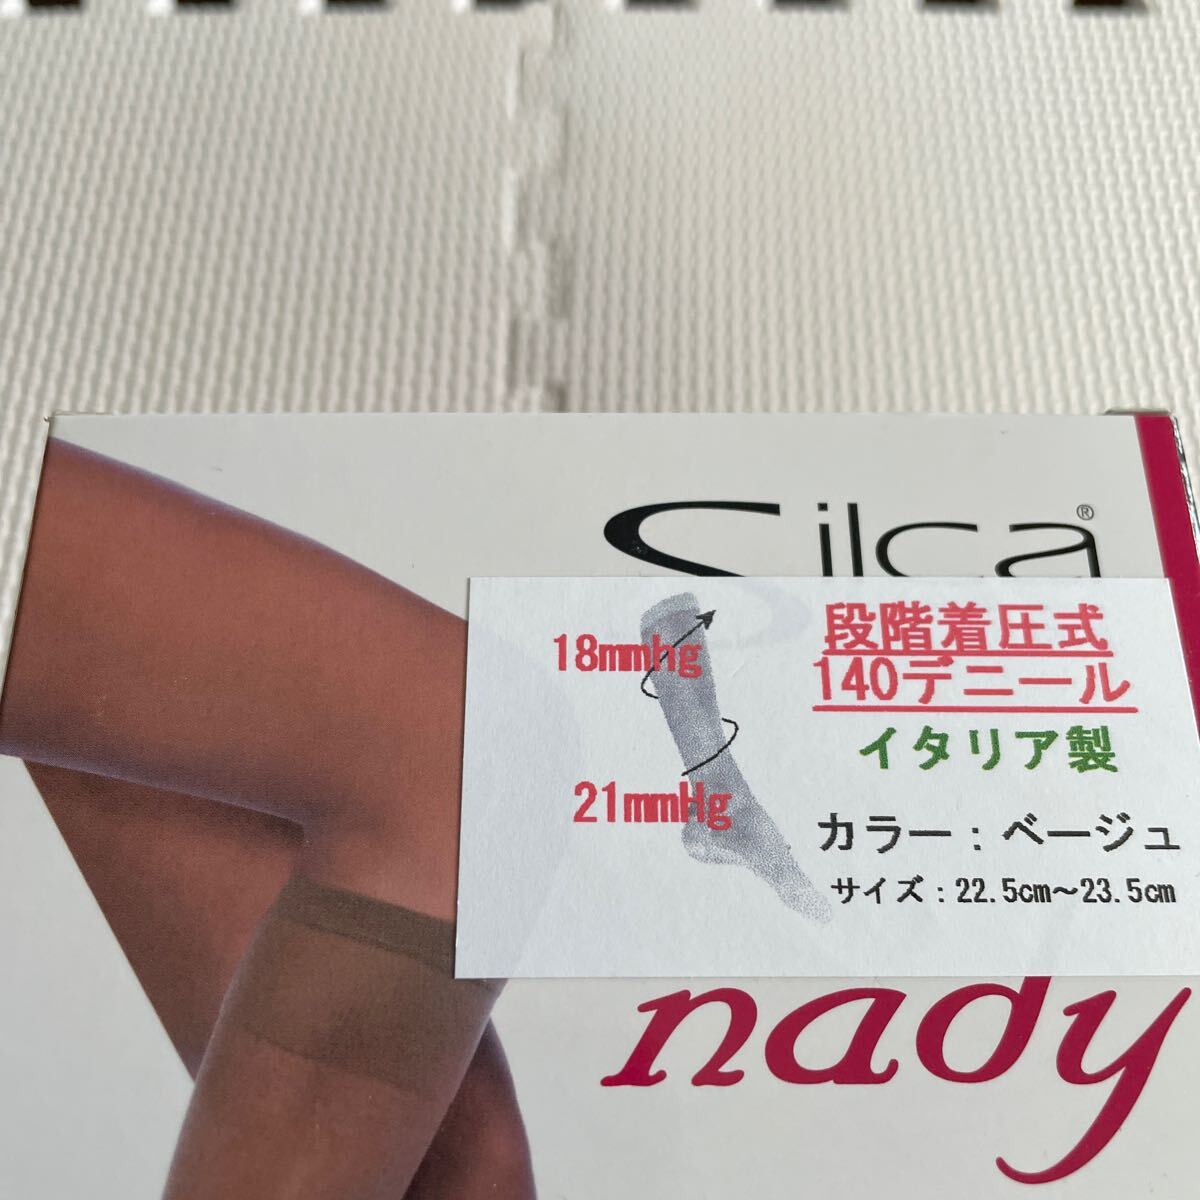 Silca®
段階着圧式
140デニール
イタリア製
カラー：ベージュ
サイズ：22.5cm～23.5cm
18mmhg
21mmHg
nady